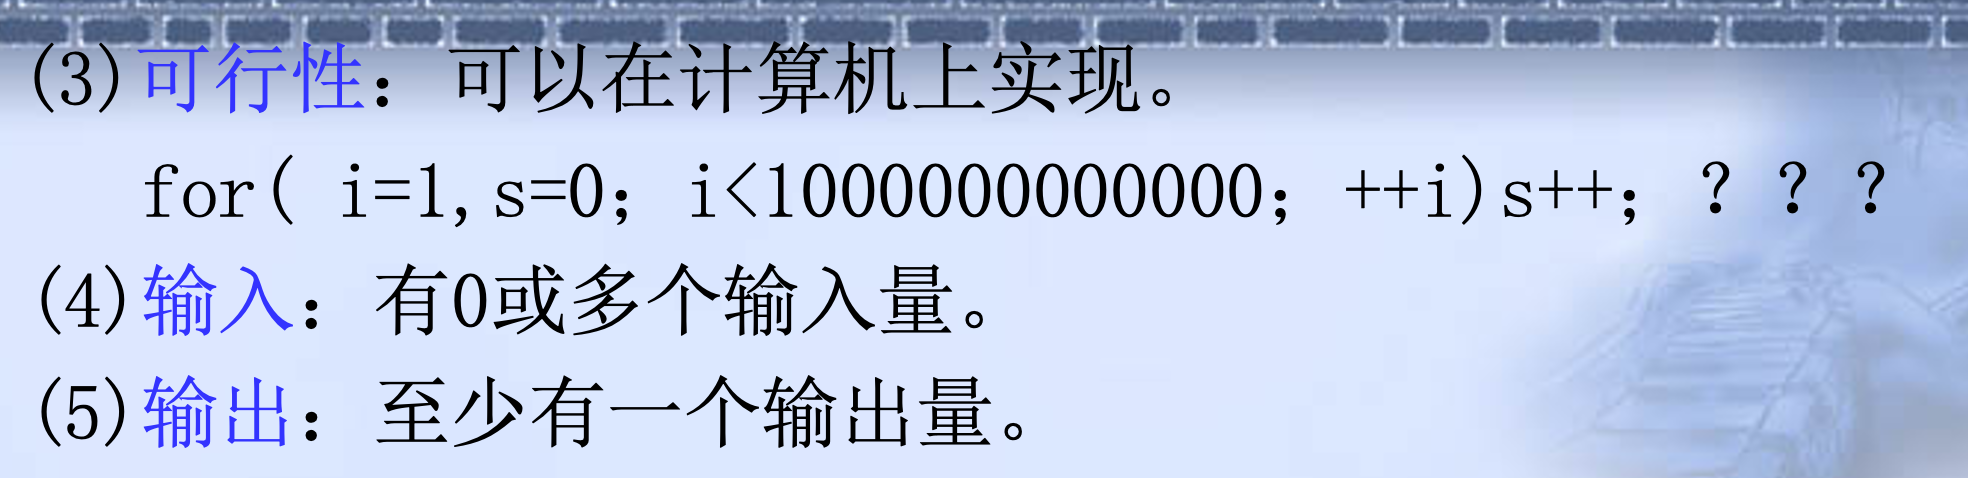 (3)可行性：可以在计算机上实现。
for( i=1,s=0; i<1000000000000; ++i)s++; ？？？
(4)输入：有0或多个输入量。
(5)输出：至少有一个输出量。